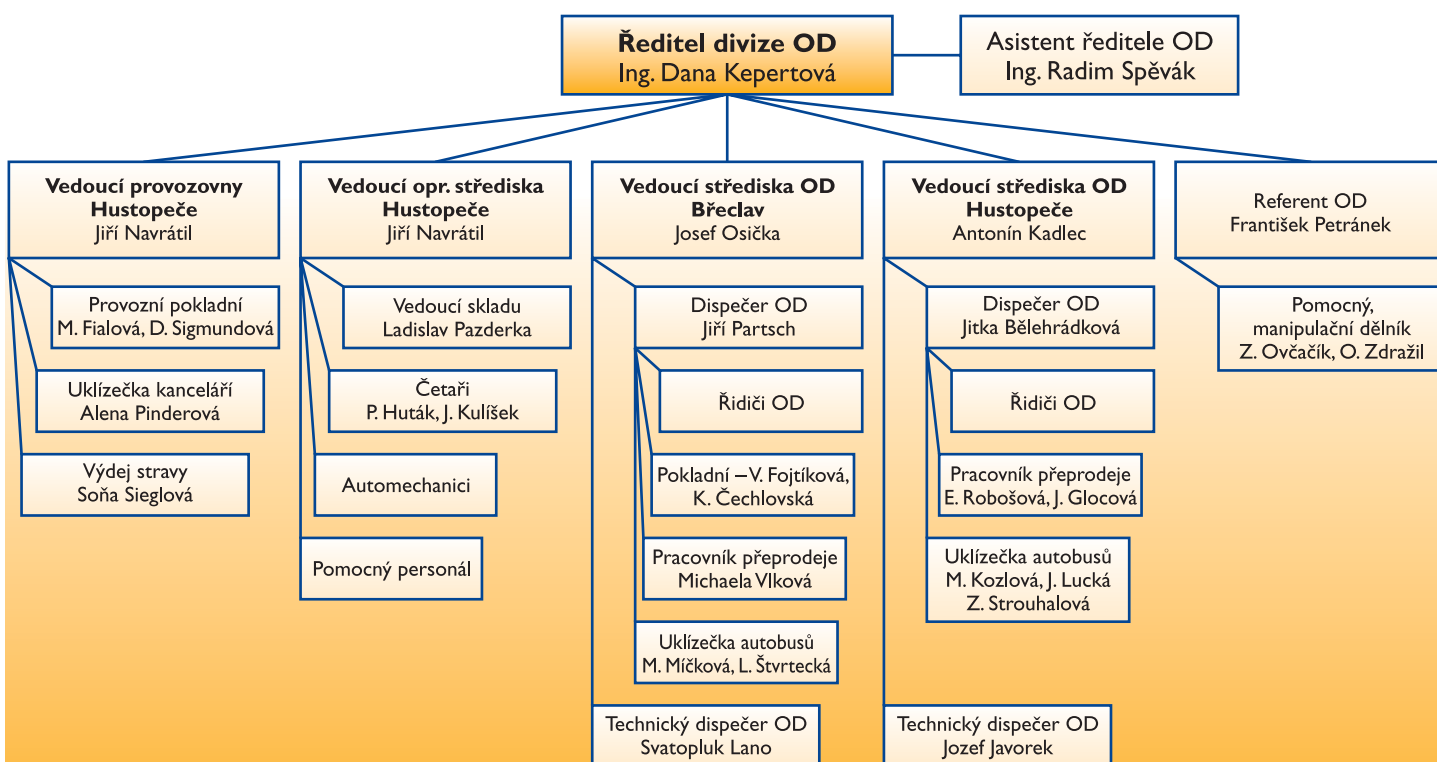 Ředitel divize OD
Ing. Dana Kepertová
Asistent ředitele OD
Ing. Radim Spěvák
Vedoucí provozovny
Hustopeče
Jiří Navrátil
Provozní pokladní
M. Fialová, D. Sigmundová
Uklízečka kanceláří
Alena Pinderová
Výdej stravy
Soňa Sieglová
Vedoucí opr. střediska
Hustopeče
Jiří Navrátil
Vedoucí skladu
Ladislav Pazderka
Četaři
P. Huták, J. Kulíšek
Automechanici
Pomocný personál
Vedoucí střediska OD
Břeclav
Josef Osička
Dispečer OD
Jiří Partsch
Řidiči OD
Pokladní – V. Fojtíková,
K. Čechlovská
Pracovník přeprodeje
Michaela Vlková
Uklízečka autobusů
M. Míčková, L. Štvrtecká
Technický dispečer OD
Svatopluk Lano
Vedoucí střediska OD
Hustopeče
Antonín Kadlec
Dispečer OD
Jitka Bělehrádková
Řidiči OD
Pracovník přeprodeje
E. Robošová, J. Glocová
Uklízečka autobusů
M. Kozlová, J. Lucká
Z. Strouhalová
Technický dispečer OD
Jozef Javorek
Referent OD
František Petránek
Pomocný,
manipulační dělník
Z. Ovčačík, O. Zdražil